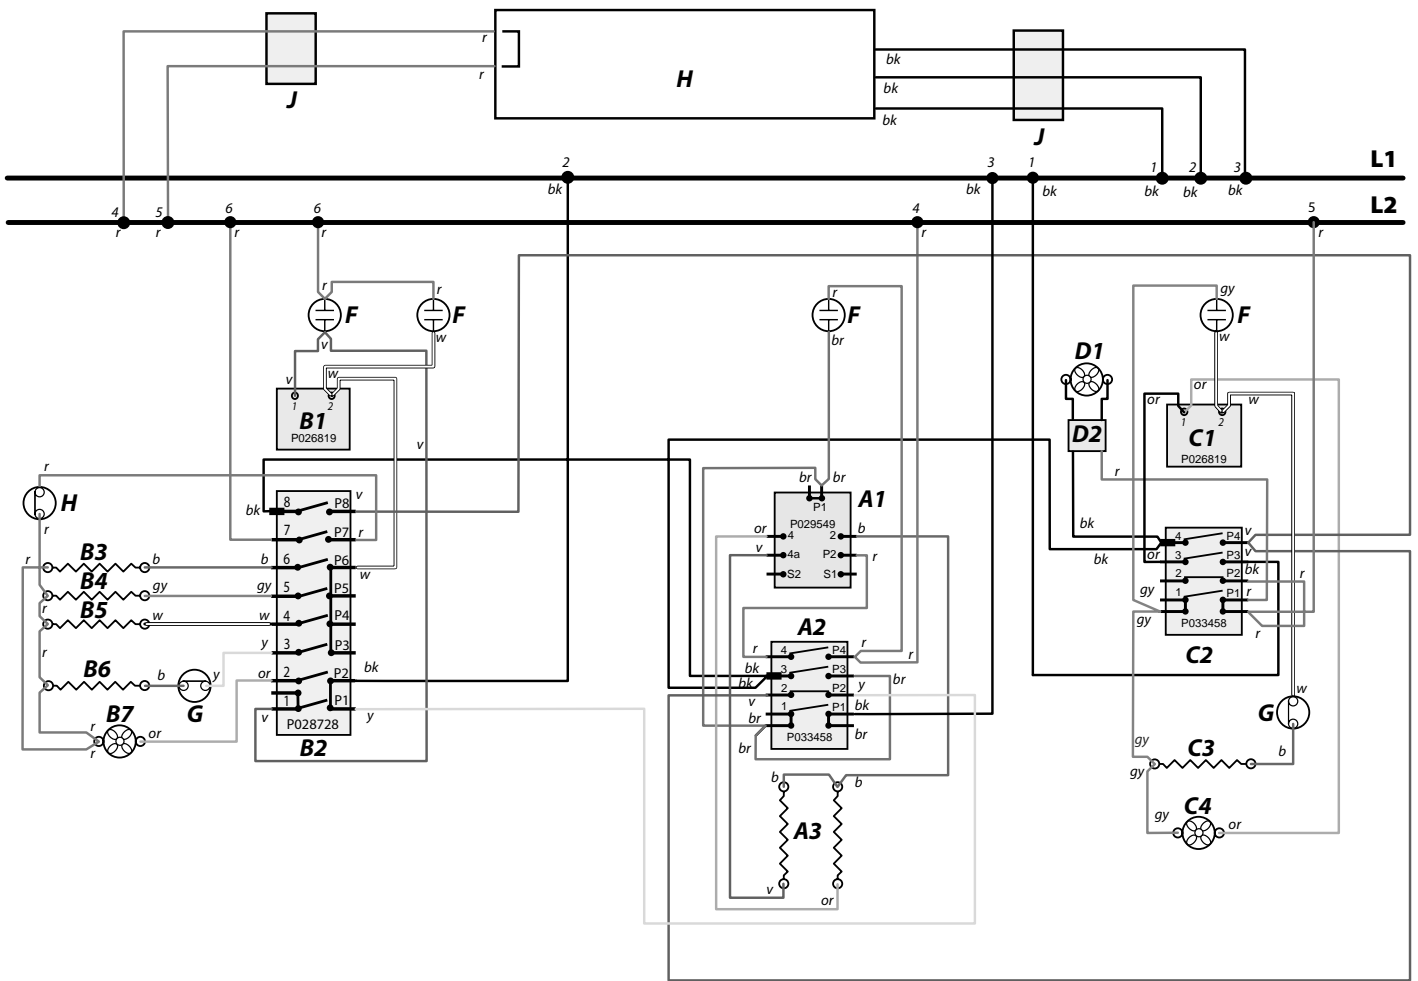 r
r
H
J
bk
bk
bk
J
L1
2
bk
3
bk
1
bk
1
bk
2
bk
3
bk
L2
4
r
5
r
6
r
6
r
4
r
5
r
r
F
r
F
v
w
v
w
1
2
B1
P026819
v
r
F
br
gy
F
w
D1
D2
r
or
or
w
1
2
C1
P026819
r
H
r
bk
8
P8
v
7
P7
r
r
B3
b
b
6
P6
w
B4
gy
gy
5
P5
r
B5
w
w
4
P4
r
y
3
P3
B6
b
y
G
or
2
P2
bk
B7
r
r
or
v
1
P1
y
P028728
B2
br
br
P1
A1
P029549
or
4
2
b
v
4a
P2
r
S2
S1
A2
r
4
P4
r
r
bk
3
P3
br
bk
2
P2
y
v
1
P1
bk
br
br
P033458
br
b
b
A3
v
or
bk
bk
4
P4
v
or
3
P3
v
bk
2
P2
r
gy
1
P1
r
gy
r
P033458
C2
w
G
gy
C3
b
gy
gy
C4
or